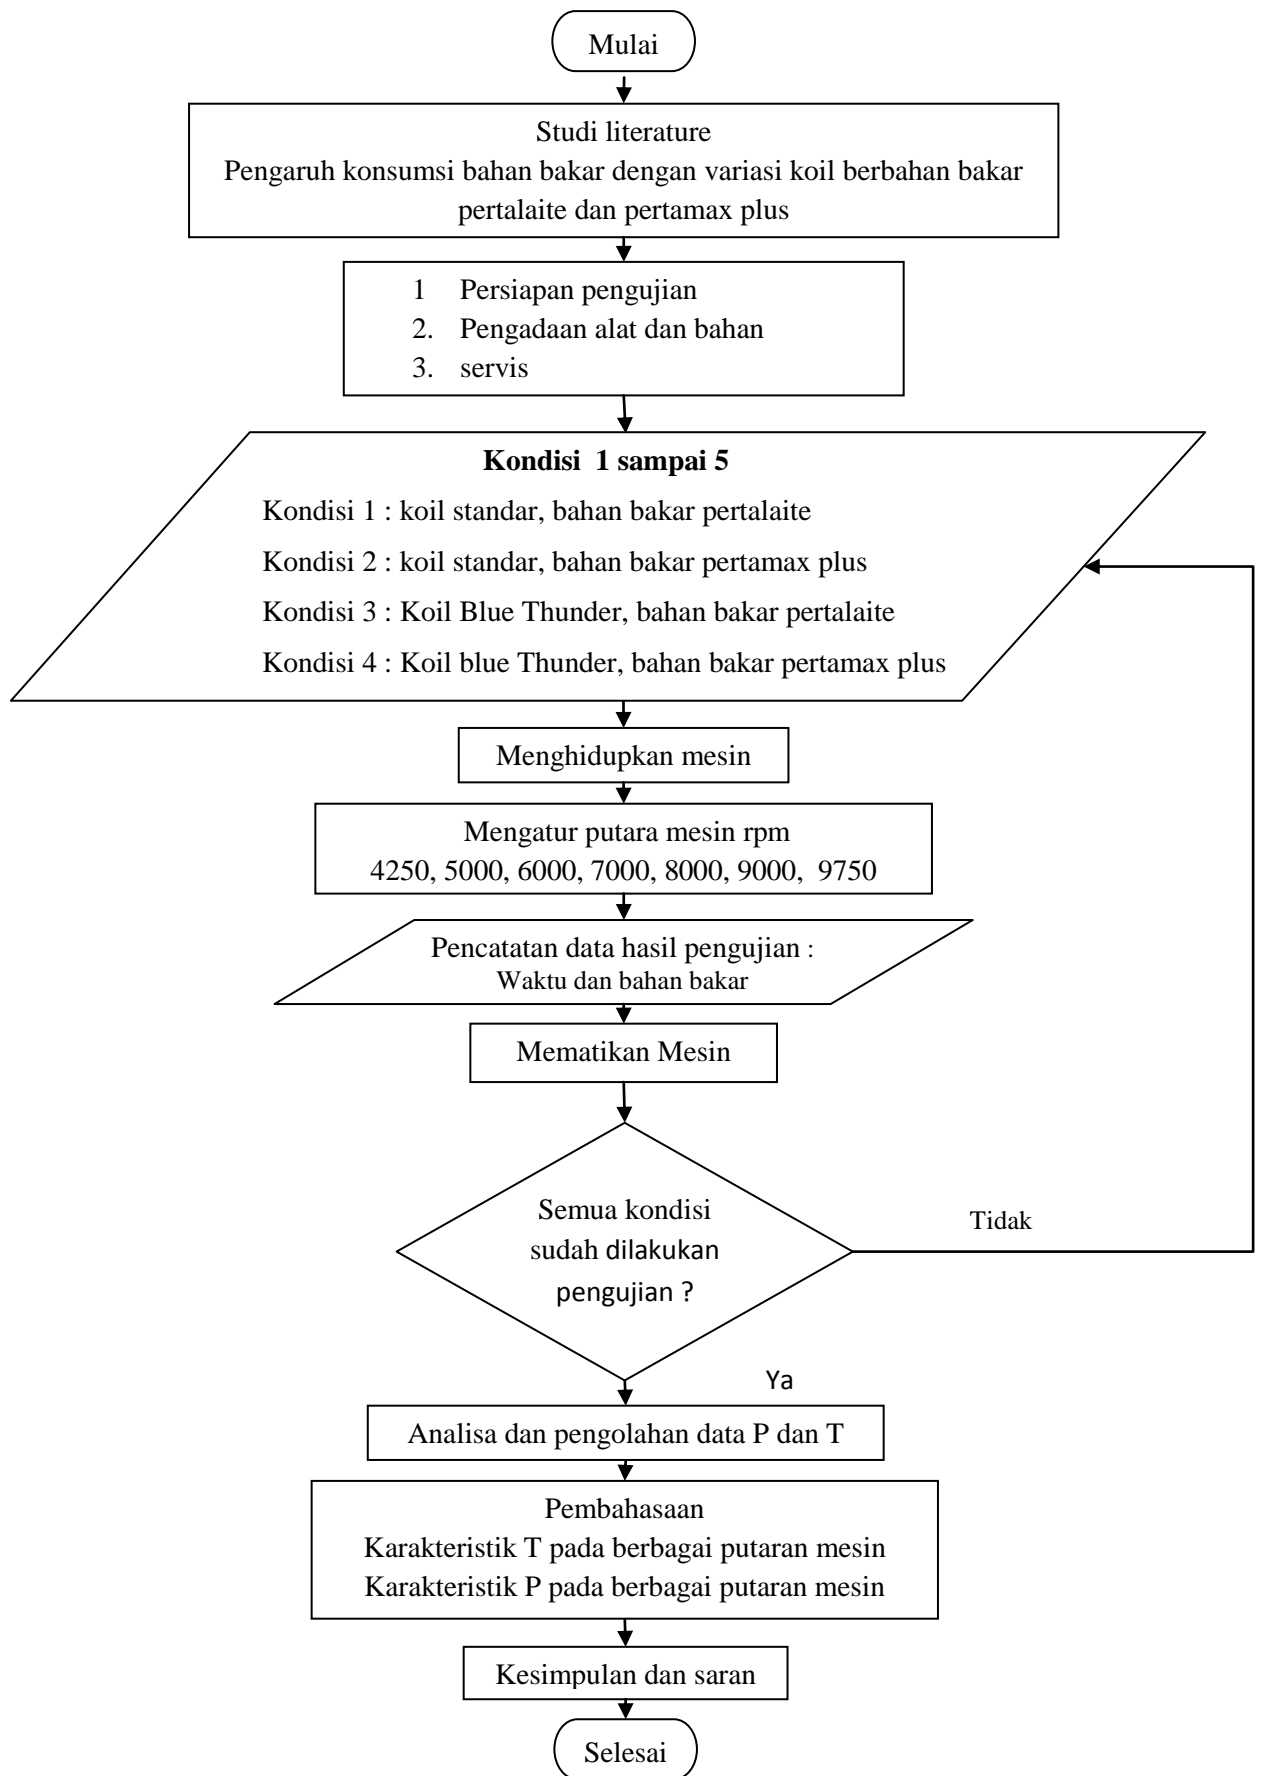 Mulai
Studi literature
Pengaruh konsumsi bahan bakar dengan variasi koil berbahan bakar
pertalaite dan pertamax plus
1 Persiapan pengujian
2. Pengadaan alat dan bahan
3. servis
Kondisi 1 sampai 5
Kondisi 1 : koil standar, bahan bakar pertalaite
Kondisi 2 : koil standar, bahan bakar pertamax plus
Kondisi 3 : Koil Blue Thunder, bahan bakar pertalaite
Kondisi 4 : Koil blue Thunder, bahan bakar pertamax plus
Menghidupkan mesin
Mengatur putara mesin rpm
4250, 5000, 6000, 7000, 8000, 9000, 9750
Pencatatan data hasil pengujian :
Waktu dan bahan bakar
Mematikan Mesin
Semua kondisi
sudah dilakukan
pengujian ?
Tidak
Ya
Analisa dan pengolahan data P dan T
Pembahasaan
Karakteristik T pada berbagai putaran mesin
Karakteristik P pada berbagai putaran mesin
Kesimpulan dan saran
Selesai